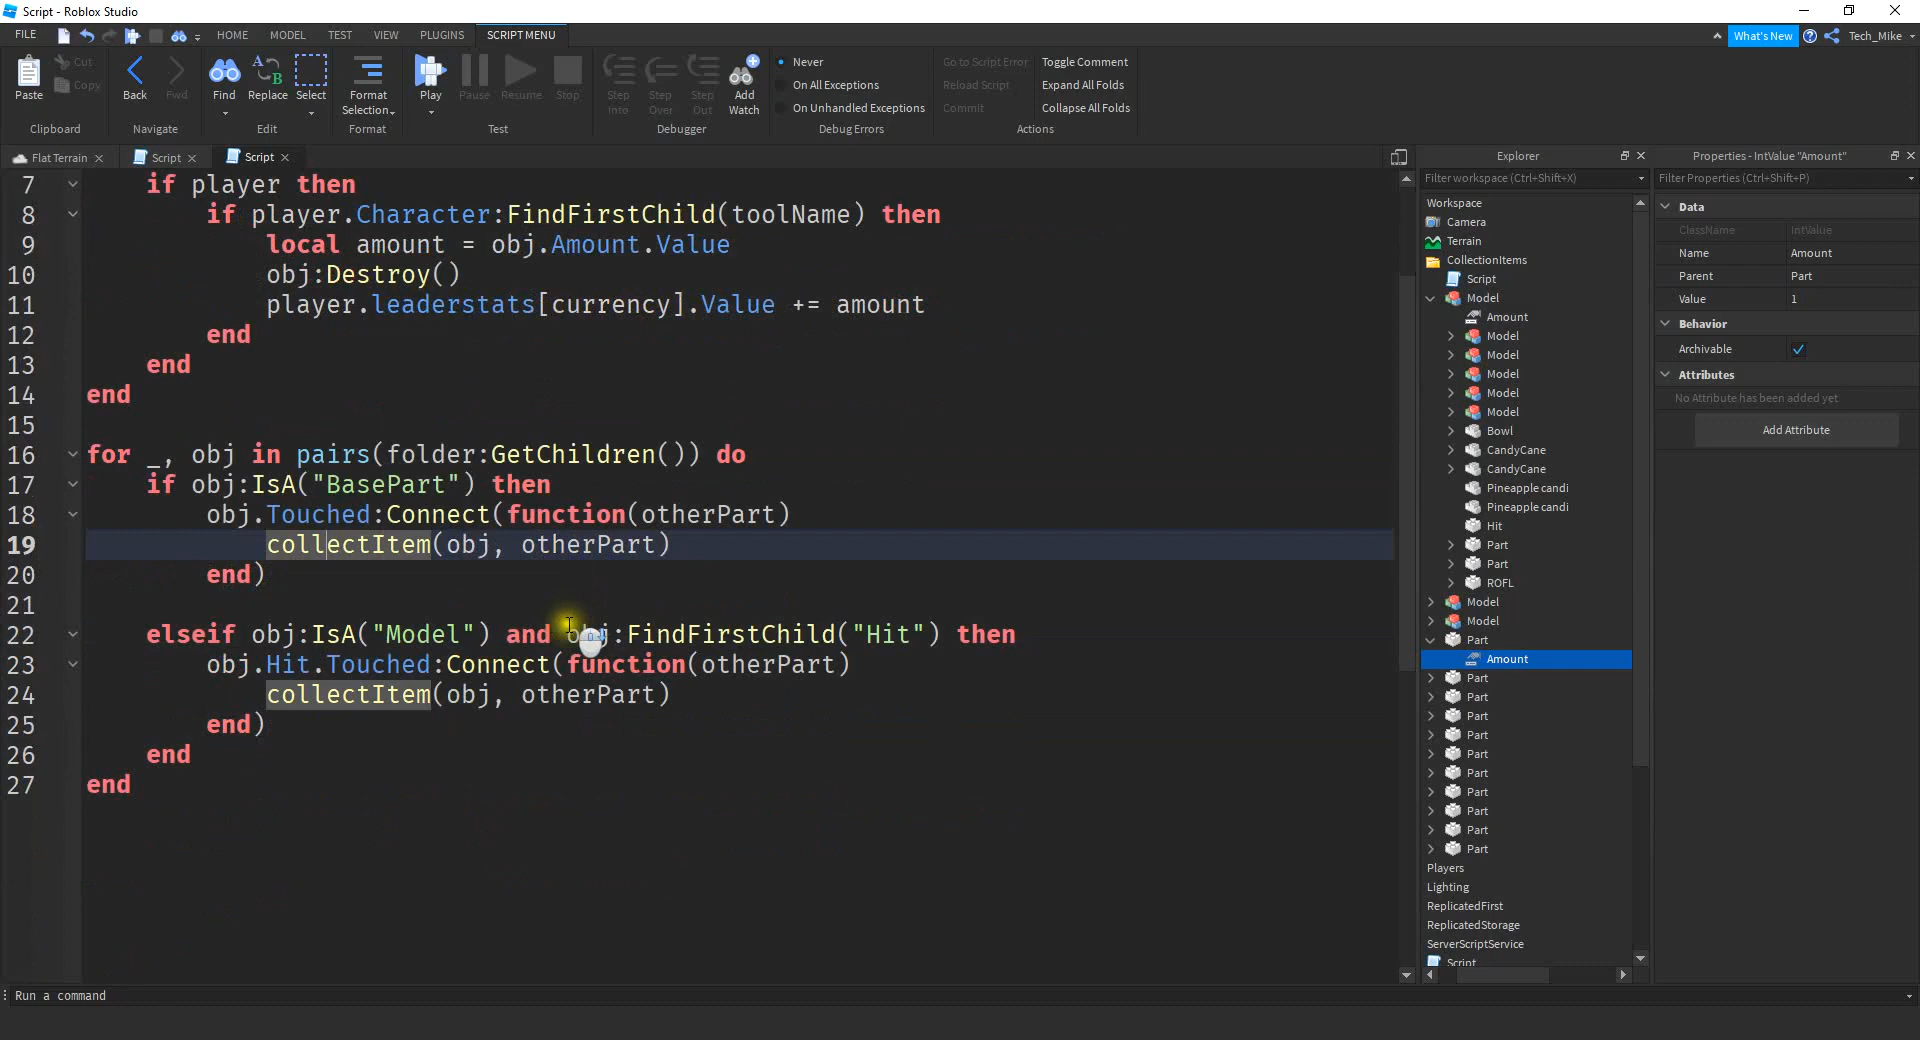 Script - Roblox Studio
FILE HOME MODEL TEST VIEW PLUGINS SCRIPT MENU What's New Tech_Mike
Paste Cut Copy Clipboard
Back Fwd Navigate
Find Replace Select Edit
Format Selection Format
Play Pause Resume Stop Test
Step Into Step Over Step Out Add Watch Debugger
Never
On All Exceptions
On Unhandled Exceptions
Debug Errors
Go to Script Error
Reload Script
Commit
Toggle Comment
Expand All Folds
Collapse All Folds
Actions
Flat Terrain Script Script
7 if player then
8 if player.Character:FindFirstChild(toolName) then
9 local amount = obj.Amount.Value
10 obj:Destroy()
11 player.leaderstats[currency].Value += amount
12 end
13 end
14 end
15
16 for _, obj in pairs(folder:GetChildren()) do
17 if obj:IsA("BasePart") then
18 obj.Touched:Connect(function(otherPart)
19 collectItem(obj, otherPart)
20 end)
21
22 elseif obj:IsA("Model") and obj:FindFirstChild("Hit") then
23 obj.Hit.Touched:Connect(function(otherPart)
24 collectItem(obj, otherPart)
25 end)
26 end
27 end
Explorer
Filter workspace (Ctrl+Shift+X)
Workspace
Camera
Terrain
CollectionItems
Script
Model
Amount
Model
Model
Model
Model
Model
Bowl
CandyCane
CandyCane
Pineapple candi
Pineapple candi
Hit
Part
Part
ROFL
Model
Model
Part
Amount
Part
Part
Part
Part
Part
Part
Part
Part
Part
Part
Players
Lighting
ReplicatedFirst
ReplicatedStorage
ServerScriptService
Script
Properties - IntValue "Amount"
Filter Properties (Ctrl+Shift+P)
Data
ClassName IntValue
Name Amount
Parent Part
Value 1
Behavior
Archivable
Attributes
No Attribute has been added yet
Add Attribute
Run a command